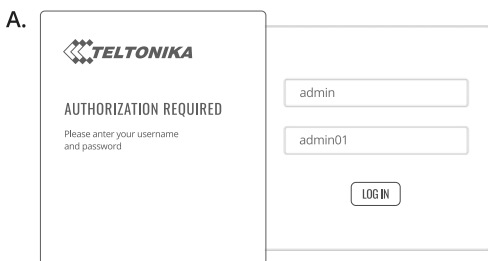 A.
TELTONIKA
AUTHORIZATION REQUIRED
Please anter your username
and password
admin
admin01
LOG IN